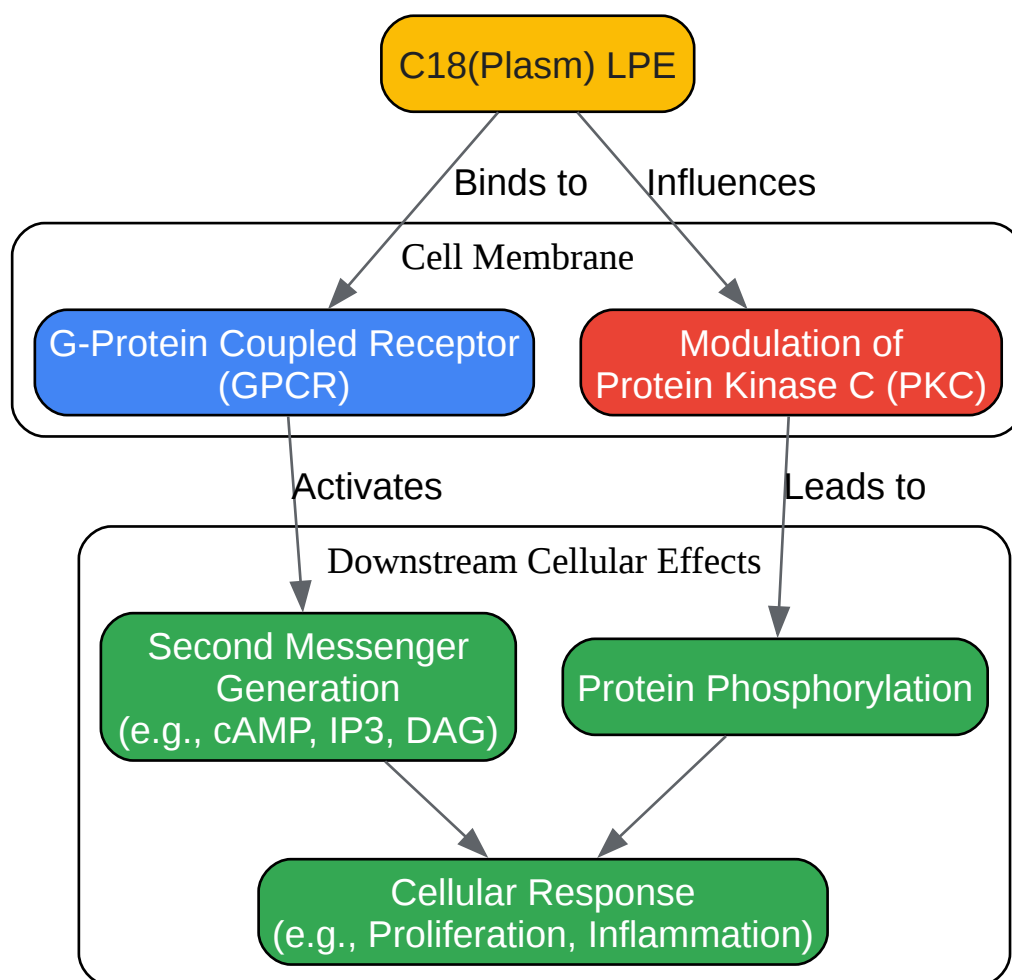 C18(Plasm) LPE
Binds to
Influences
Cell Membrane
G-Protein Coupled Receptor
(GPCR)
Modulation of
Protein Kinase C (PKC)
Activates
Leads to
Downstream Cellular Effects
Second Messenger
Generation
(e.g., cAMP, IP3, DAG)
Protein Phosphorylation
Cellular Response
(e.g., Proliferation, Inflammation)